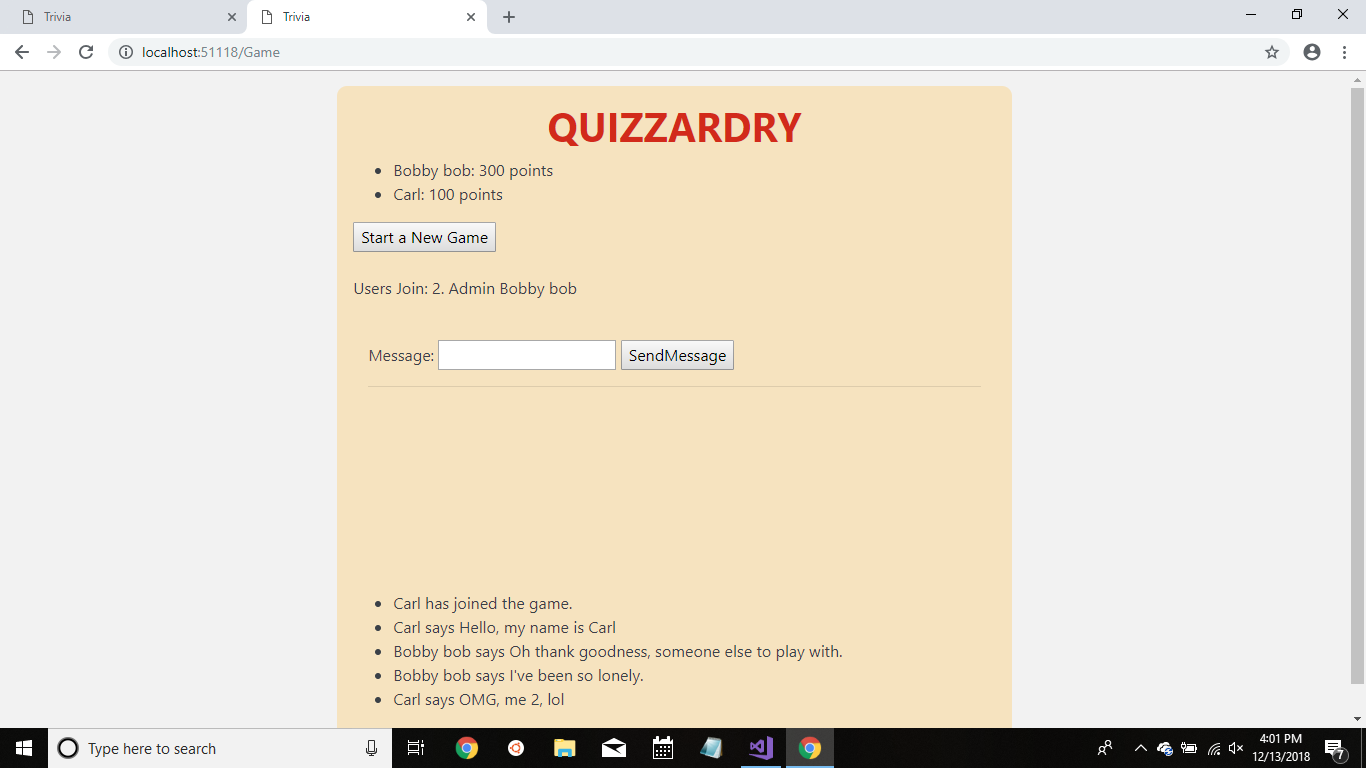 Trivia
Trivia
localhost:51118/Game
QUIZZARDRY
Bobby bob: 300 points
Carl: 100 points
Start a New Game
Users Join: 2. Admin Bobby bob
Message:
SendMessage
Carl has joined the game.
Carl says Hello, my name is Carl
Bobby bob says Oh thank goodness, someone else to play with.
Bobby bob says I've been so lonely.
Carl says OMG, me 2, lol
Type here to search
4:01 PM
12/13/2018
7